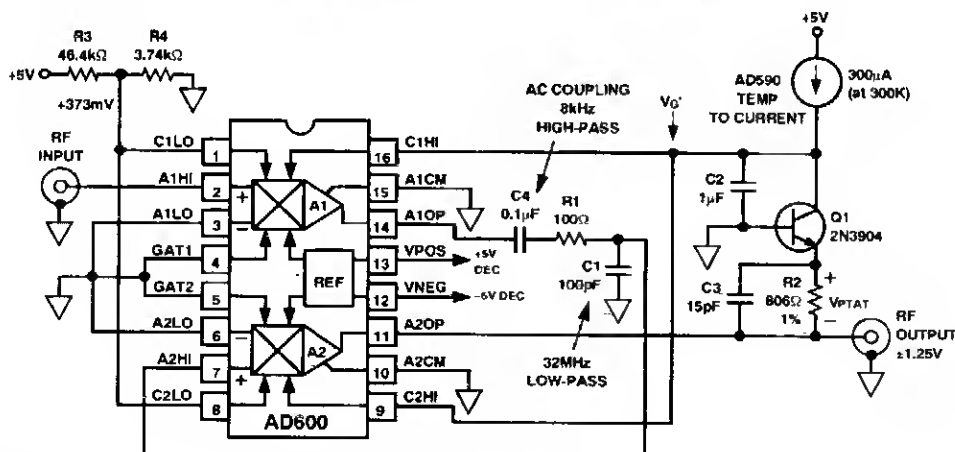 R3
46.4kΩ
R4
3.74kΩ
+5V
+373mV
RF
INPUT
C1LO
1
C1HI
16
A1HI
2
+
A1
A1CM
15
A1LO
3
−
A1OP
14
GAT1
4
REF
VPOS
13
+5V
DEC
GAT2
5
VNEG
12
−5V DEC
A2LO
6
−
A2
A2OP
11
A2HI
7
+
A2CM
10
C2LO
8
C2HI
9
AD600
AC COUPLING
8kHz
HIGH-PASS
C4
0.1μF
R1
100Ω
C1
100pF
32MHz
LOW-PASS
VG'
+5V
AD590
TEMP
TO CURRENT
300μA
(at 300K)
C2
1μF
Q1
2N3904
C3
15pF
R2
806Ω
1%
+
VPTAT
−
RF
OUTPUT
±1.25V